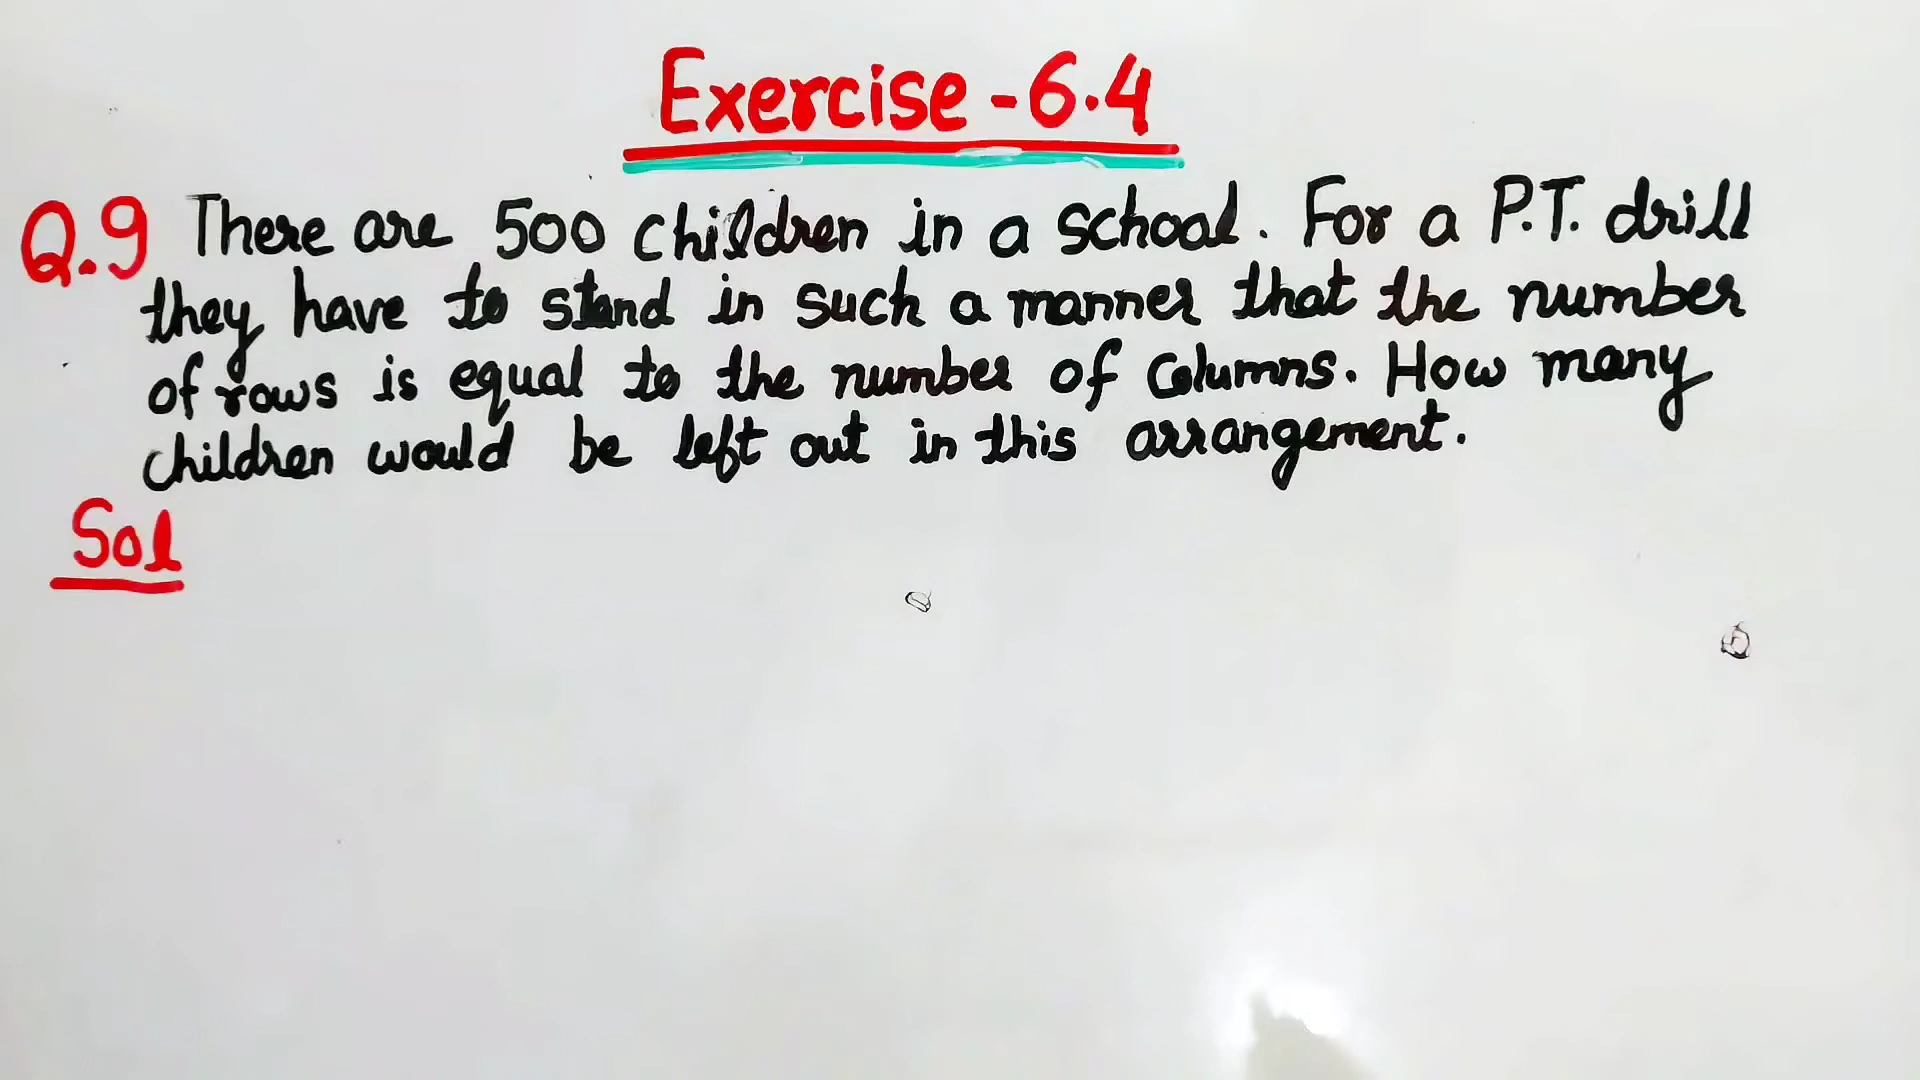 Exercise - 6.4
Q.9 There are 500 children in a school. For a P.T. drill
they have to stand in such a manner that the number
of rows is equal to the number of columns. How many
children would be left out in this arrangement.
Sol